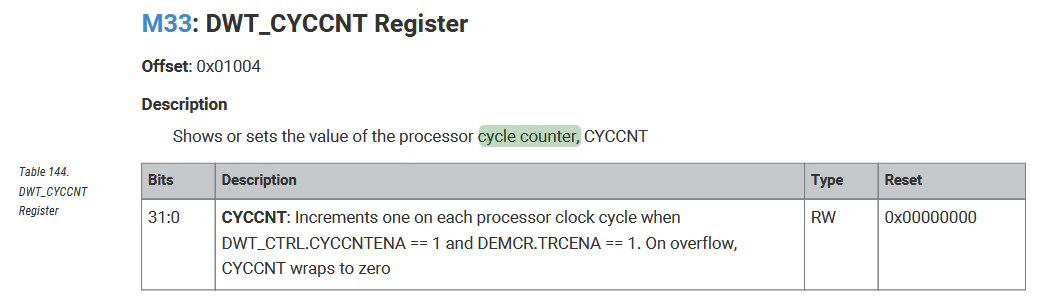 M33: DWT_CYCCNT Register
Offset: 0x01004
Description
Shows or sets the value of the processor cycle counter, CYCCNT
Table 144.
DWT_CYCCNT
Register
Bits Description Type Reset
31:0 CYCCNT: Increments one on each processor clock cycle when RW 0x00000000
DWT_CTRL.CYCCNTENA == 1 and DEMCR.TRCENA == 1. On overflow,
CYCCNT wraps to zero